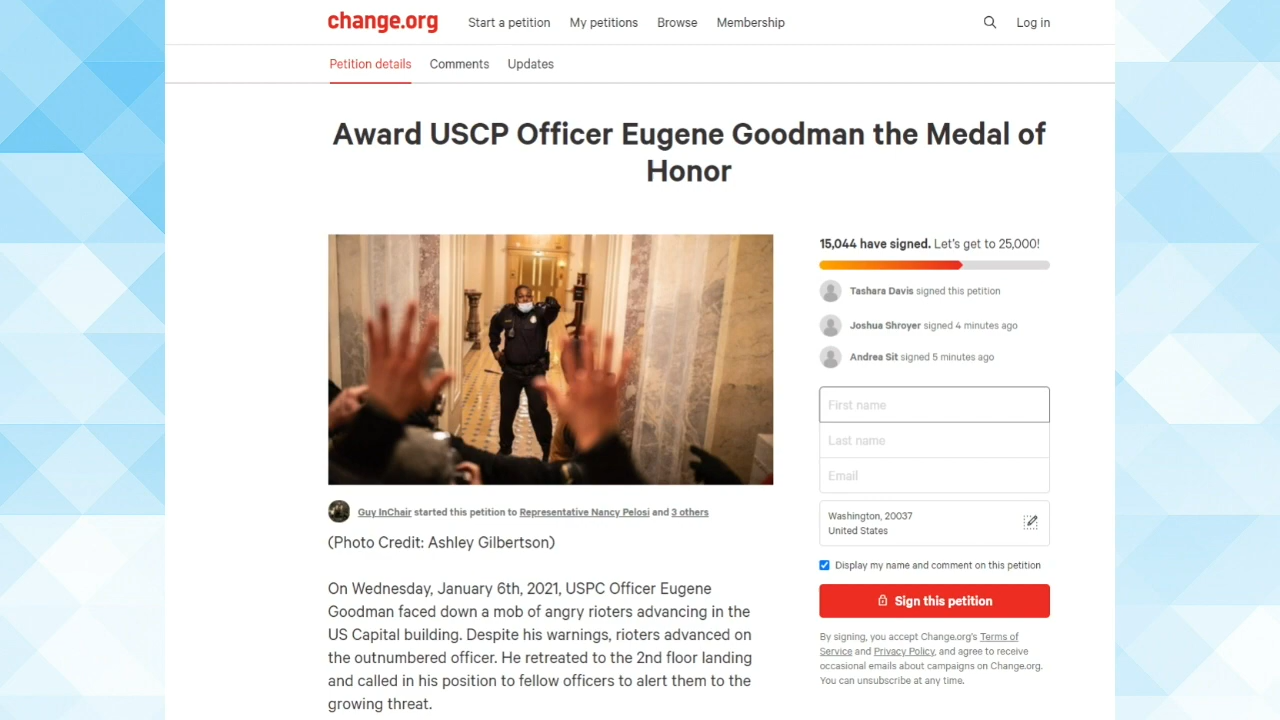 change.org
Start a petition
My petitions
Browse
Membership
Log in
Petition details
Comments
Updates
Award USCP Officer Eugene Goodman the Medal of
Honor
15,044 have signed. Let's get to 25,000!
Tashara Davis signed this petition
Joshua Shroyer signed 4 minutes ago
Andrea Sit signed 5 minutes ago
First name
Last name
Email
Washington, 20037
United States
Display my name and comment on this petition
Sign this petition
By signing, you accept Change.org's Terms of
Service and Privacy Policy, and agree to receive
occasional emails about campaigns on Change.org.
You can unsubscribe at any time.
Guy InChair started this petition to Representative Nancy Pelosi and 3 others
(Photo Credit: Ashley Gilbertson)
On Wednesday, January 6th, 2021, USPC Officer Eugene
Goodman faced down a mob of angry rioters advancing in the
US Capital building. Despite his warnings, rioters advanced on
the outnumbered officer. He retreated to the 2nd floor landing
and called in his position to fellow officers to alert them to the
growing threat.